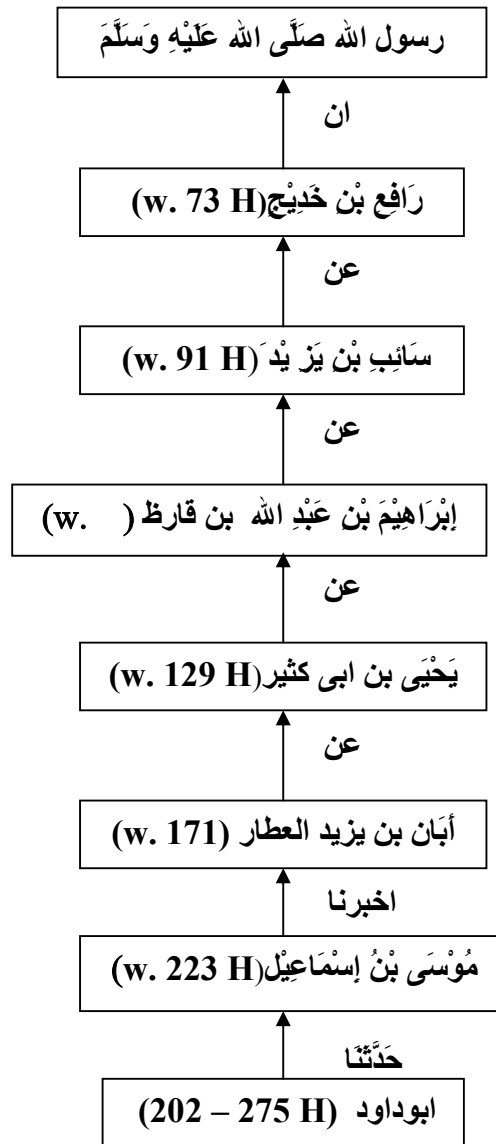 رسول الله صَلَّى الله عَلَيْهِ وَسَلَّمَ
ان
رَافِعِ بْنِ خَدِيْجٍ(w. 73 H)
عن
سَائِبِ بْنِ يَزِ يْدَ (w. 91 H)
عن
إِبْرَاهِيْمَ بْنِ عَبْدِ الله بن قارظ ( w. )
عن
يَحْيَى بن ابى كثير(w. 129 H)
عن
أَبَان بن يزيد العطار (w. 171)
اخبرنا
مُوْسَى بْنُ إِسْمَاعِيْل(w. 223 H)
حَدَّثَنَا
ابوداود (202 – 275 H)